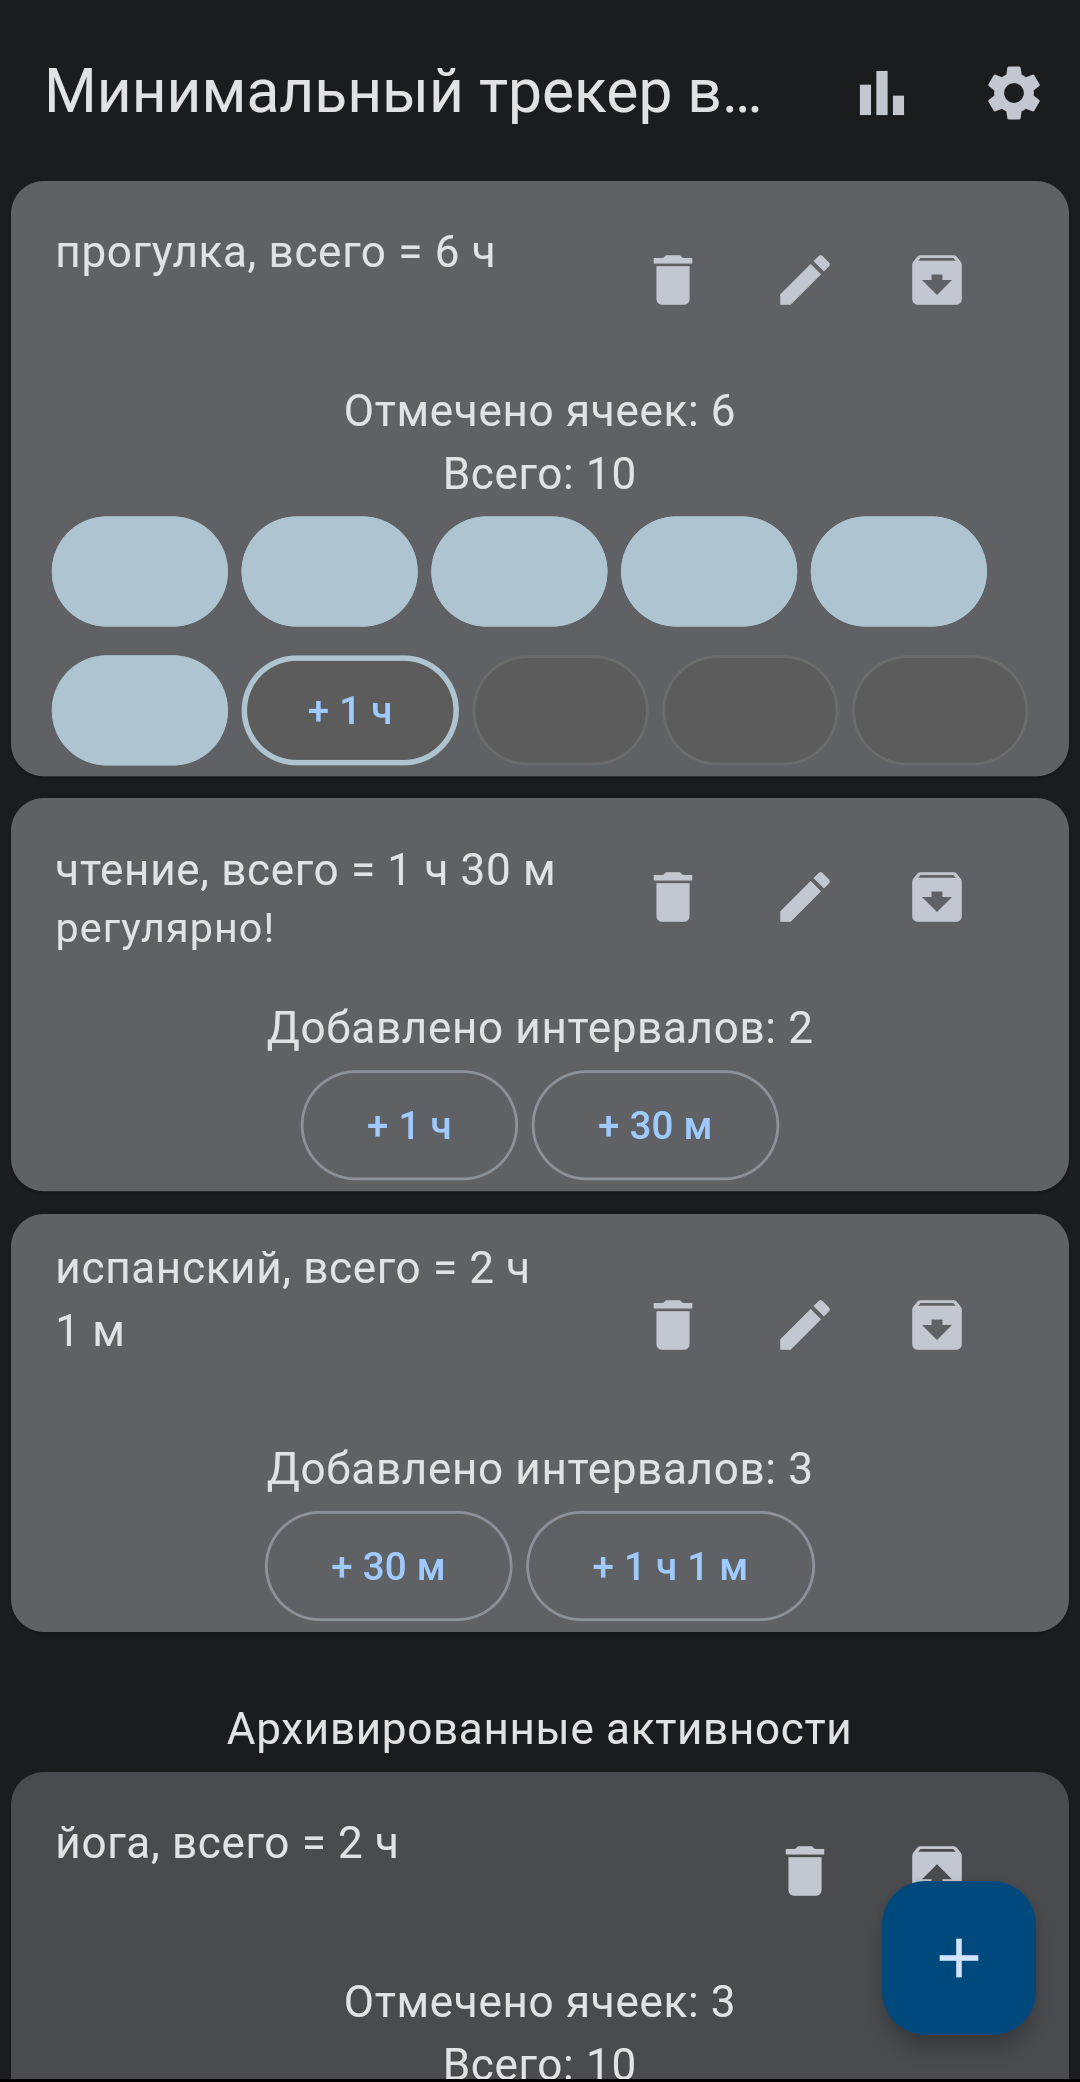 Минимальный трекер в...
прогулка, всего = 6 ч
Отмечено ячеек: 6
Всего: 10
+ 1 ч
чтение, всего = 1 ч 30 м
регулярно!
Добавлено интервалов: 2
+ 1 ч
+ 30 м
испанский, всего = 2 ч
1 м
Добавлено интервалов: 3
+ 30 м
+ 1 ч 1 м
Архивированные активности
йога, всего = 2 ч
+
Отмечено ячеек: 3
Всего: 10